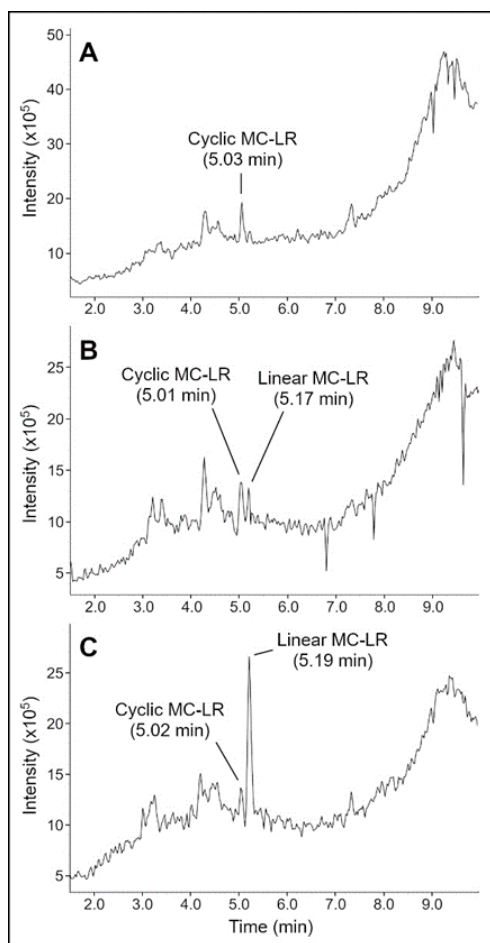 A
Intensity (x10⁵)
50
40
30
20
10
Cyclic MC-LR
(5.03 min)
2.0 3.0 4.0 5.0 6.0 7.0 8.0 9.0
B
Intensity (x10⁵)
25
20
15
10
5
Cyclic MC-LR
(5.01 min)
Linear MC-LR
(5.17 min)
2.0 3.0 4.0 5.0 6.0 7.0 8.0 9.0
C
Intensity (x10⁵)
25
20
15
10
5
Linear MC-LR
(5.19 min)
Cyclic MC-LR
(5.02 min)
2.0 3.0 4.0 5.0 6.0 7.0 8.0 9.0
Time (min)